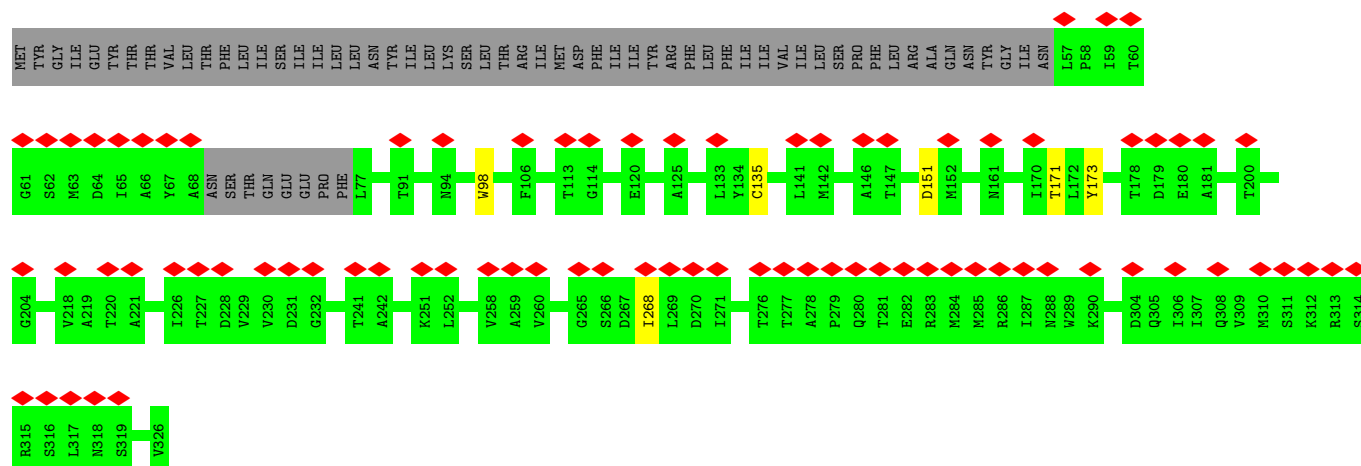 MET TYR GLY ILE GLU TYR THR THR VAL LEU THR PHE LEU ILE SER ILE ILE LEU LEU ASN TYR ILE LEU LYS SER LEU THR ARG ILE MET ASP PHE ILE ILE TYR ARG PHE LEU PHE ILE ILE VAL ILE LEU SER PRO PHE LEU ARG ALA GLN ASN TYR GLY ILE ASN L57 P58 I59 T60
G61 S62 M63 D64 I65 A66 Y67 A68 ASN SER THR GLN GLU GLU PRO PHE L77 T91 N94 W98 F106 T113 G114 E120 A125 L133 Y134 C135 L141 M142 A146 T147 D151 M152 N161 I170 T171 L172 Y173 T178 D179 E180 A181 T200
G204 V218 A219 T220 A221 I226 T227 D228 V229 V230 D231 G232 T241 A242 K251 L252 V258 A259 V260 G265 S266 D267 I268 L269 D270 I271 T276 T277 A278 P279 Q280 T281 E282 R283 M284 M285 R286 I287 N288 W289 K290 D304 Q305 I306 I307 Q308 V309 M310 S311 K312 R313 S314
R315 S316 L317 N318 S319 V326